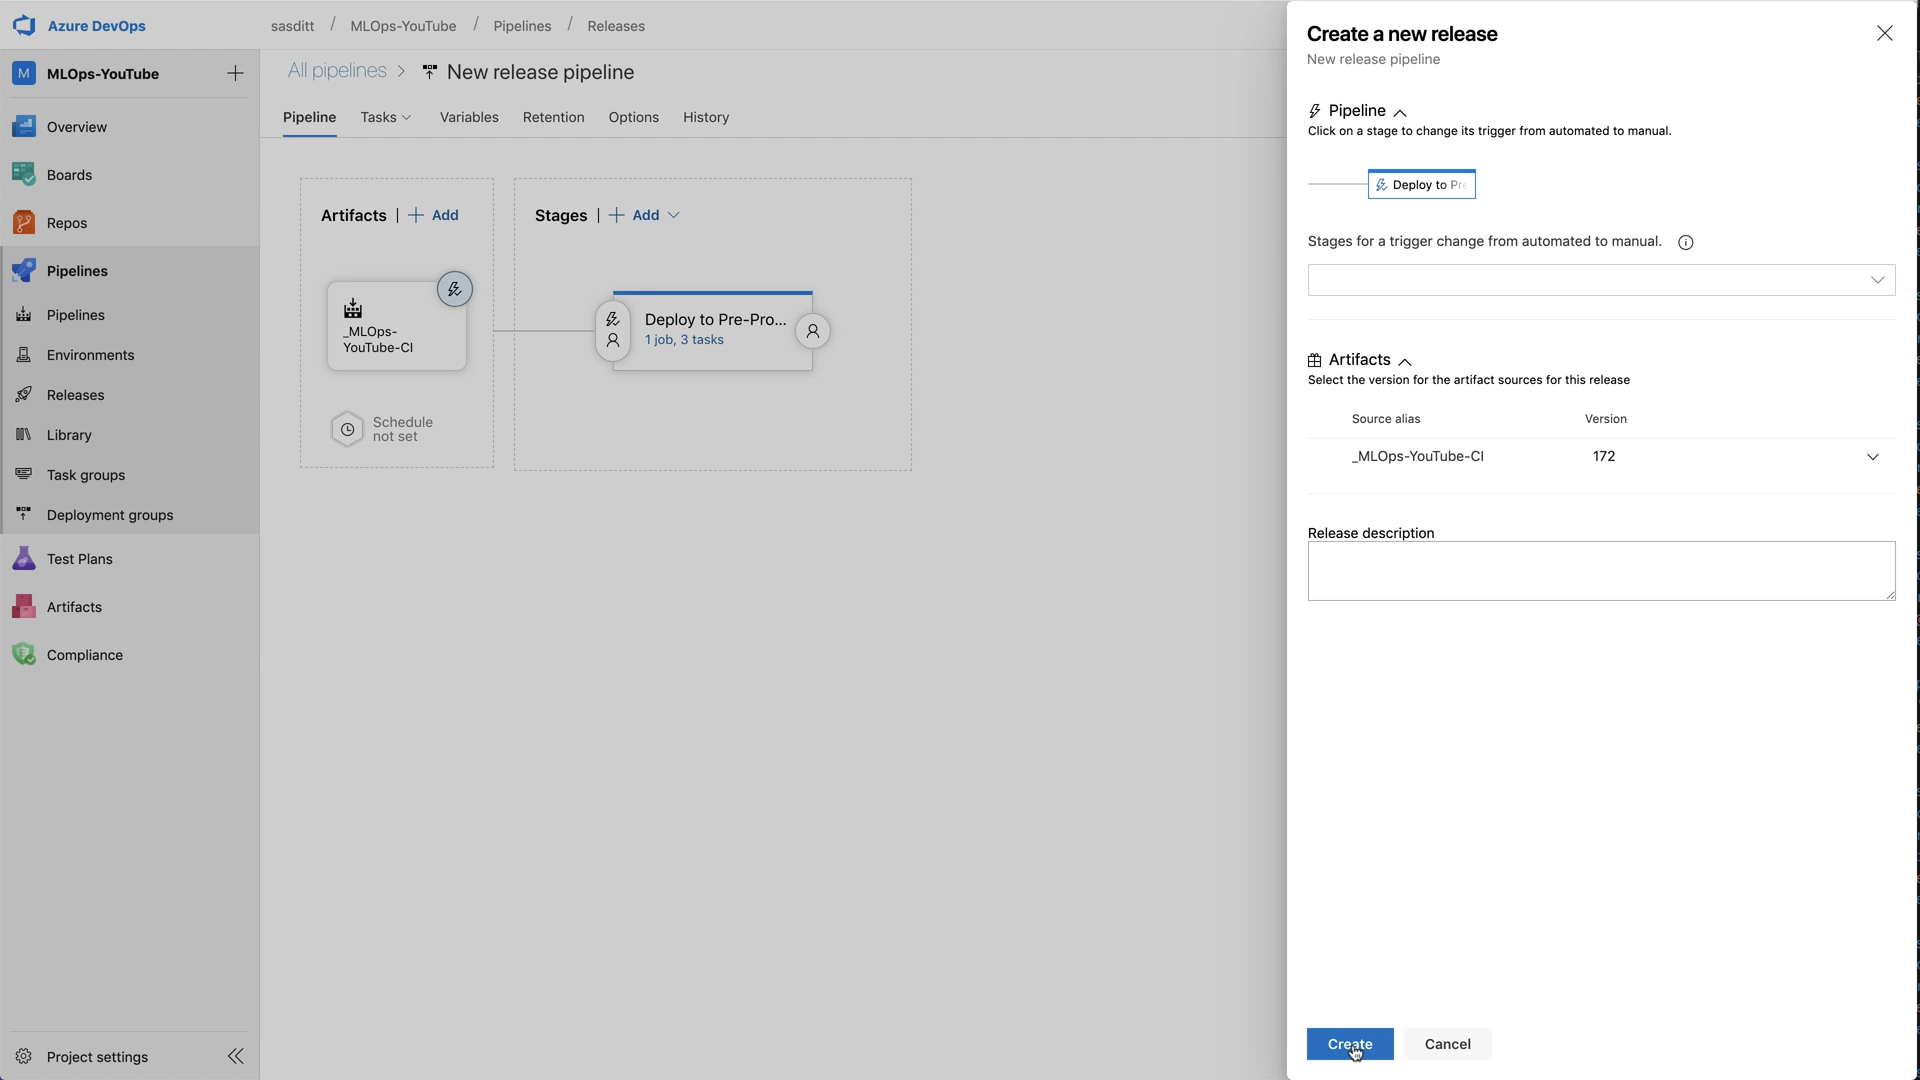 Azure DevOps
sasditt / MLOps-YouTube / Pipelines / Releases
M MLOps-YouTube
Overview
Boards
Repos
Pipelines
Pipelines
Environments
Releases
Library
Task groups
Deployment groups
Test Plans
Artifacts
Compliance
Project settings
All pipelines > New release pipeline
Pipeline Tasks Variables Retention Options History
Artifacts | + Add
_MLOps-
YouTube-CI
Schedule
not set
Stages | + Add
Deploy to Pre-Pro...
1 job, 3 tasks
Create a new release
New release pipeline
Pipeline
Click on a stage to change its trigger from automated to manual.
Deploy to Pre
Stages for a trigger change from automated to manual.
Artifacts
Select the version for the artifact sources for this release
Source alias Version
_MLOps-YouTube-CI 172
Release description
Create Cancel